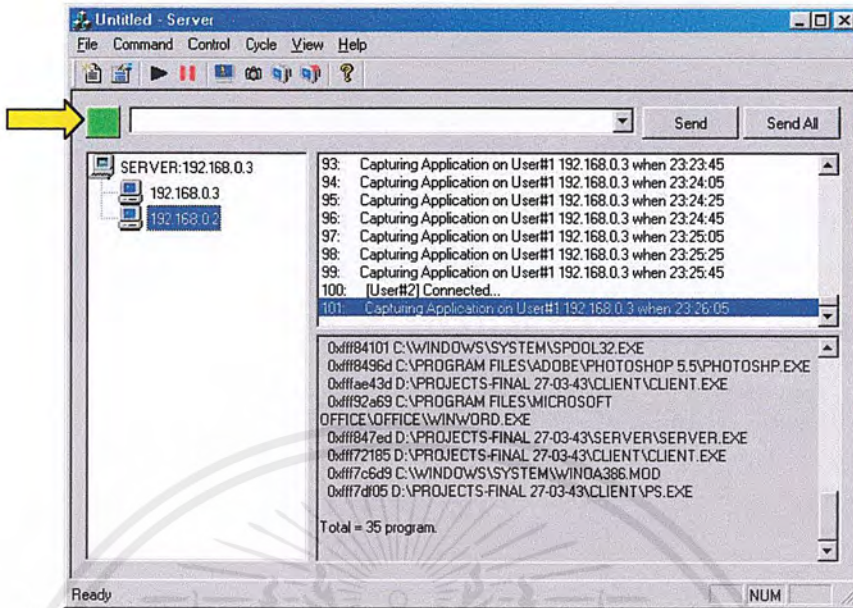 Untitled - Server
File Command Control Cycle View Help
Send
Send All
SERVER:192.168.0.3
192.168.0.3
192.168.0.2
93: Capturing Application on User#1 192.168.0.3 when 23:23:45
94: Capturing Application on User#1 192.168.0.3 when 23:24:05
95: Capturing Application on User#1 192.168.0.3 when 23:24:25
96: Capturing Application on User#1 192.168.0.3 when 23:24:45
97: Capturing Application on User#1 192.168.0.3 when 23:25:05
98: Capturing Application on User#1 192.168.0.3 when 23:25:25
99: Capturing Application on User#1 192.168.0.3 when 23:25:45
100: [User#2] Connected...
101: Capturing Application on User#1 192.168.0.3 when 23:26:05
0xfff84101 C:\WINDOWS\SYSTEM\SPOOL32.EXE
0xfff8496d C:\PROGRAM FILES\ADOBE\PHOTOSHOP 5.5\PHOTOSHP.EXE
0xfffae43d D:\PROJECTS-FINAL 27-03-43\CLIENT\CLIENT.EXE
0xfff92a69 C:\PROGRAM FILES\MICROSOFT
OFFICE\OFFICE\WINWORD.EXE
0xfff847ed D:\PROJECTS-FINAL 27-03-43\SERVER\SERVER.EXE
0xfff72185 D:\PROJECTS-FINAL 27-03-43\CLIENT\CLIENT.EXE
0xfff7c6d9 C:\WINDOWS\SYSTEM\WINOA386.MOD
0xfff7df05 D:\PROJECTS-FINAL 27-03-43\CLIENT\PS.EXE
Total = 35 program.
Ready
NUM